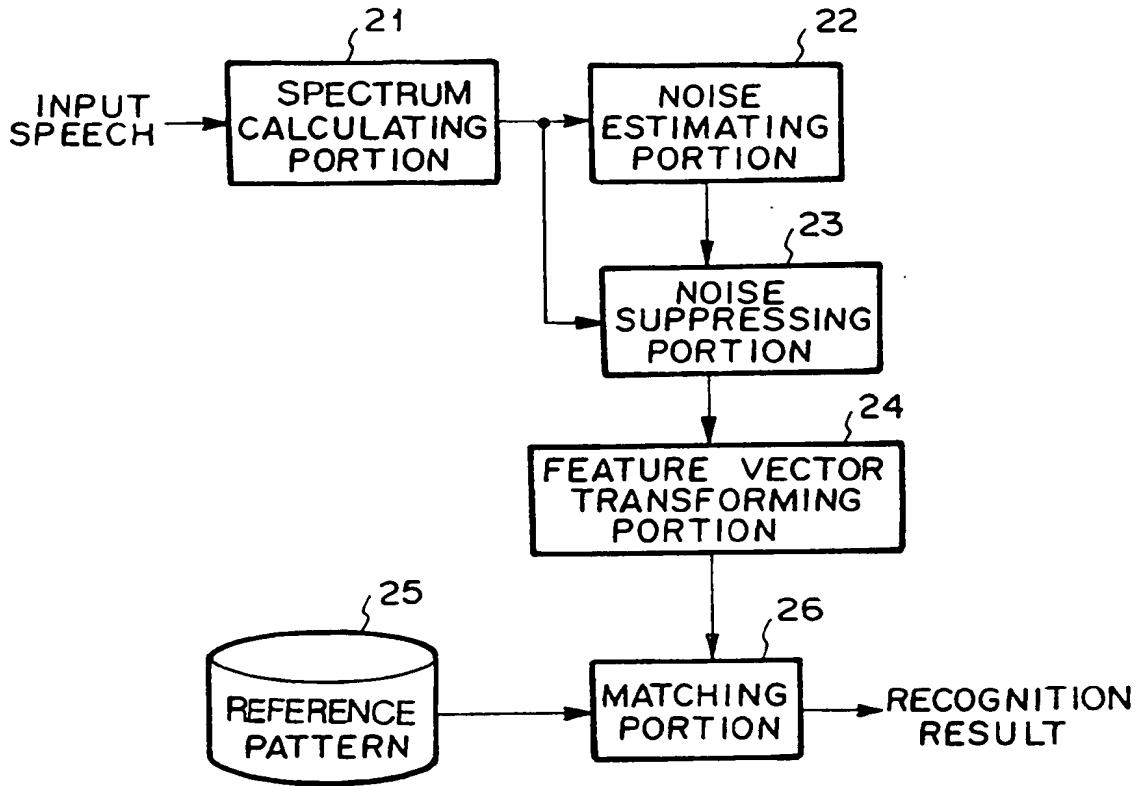 21
INPUT
SPEECH
SPECTRUM
CALCULATING
PORTION
22
NOISE
ESTIMATING
PORTION
23
NOISE
SUPPRESSING
PORTION
24
FEATURE VECTOR
TRANSFORMING
PORTION
25
REFERENCE
PATTERN
26
MATCHING
PORTION
RECOGNITION
RESULT